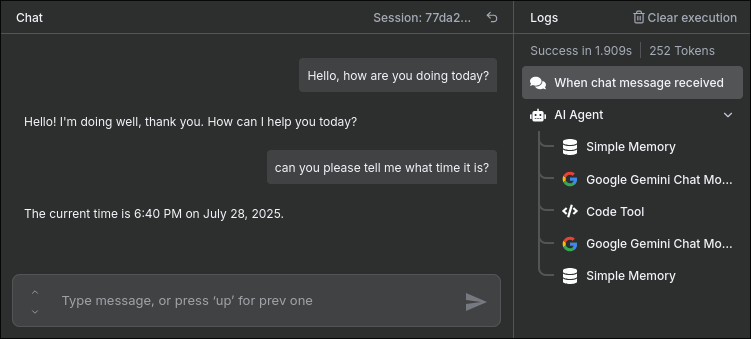 Chat
Session: 77da2...
Hello, how are you doing today?
Hello! I'm doing well, thank you. How can I help you today?
can you please tell me what time it is?
The current time is 6:40 PM on July 28, 2025.
Type message, or press ‘up’ for prev one
Logs
Clear execution
Success in 1.909s
252 Tokens
When chat message received
AI Agent
Simple Memory
Google Gemini Chat Mo...
Code Tool
Google Gemini Chat Mo...
Simple Memory